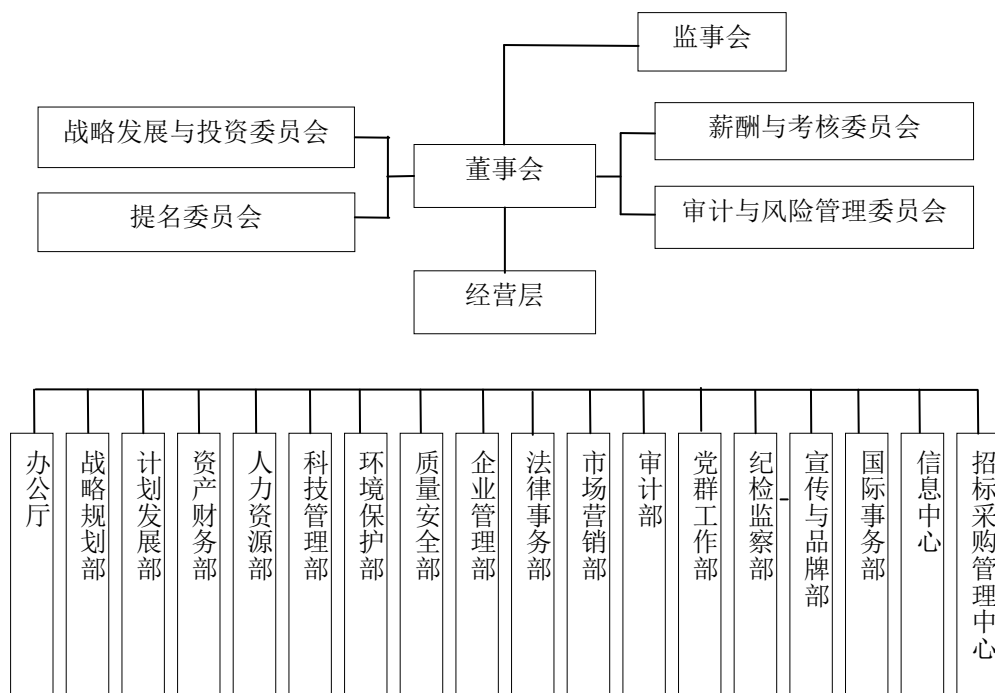 监事会
战略发展与投资委员会
薪酬与考核委员会
董事会
提名委员会
审计与风险管理委员会
经营层
办公厅
战略规划部
计划发展部
资产财务部
人力资源部
科技管理部
环境保护部
质量安全部
企业管理部
法律事务部
市场营销部
审计部
党群工作部
纪检监察部
宣传与品牌部
国际事务部
信息中心
招标采购管理中心